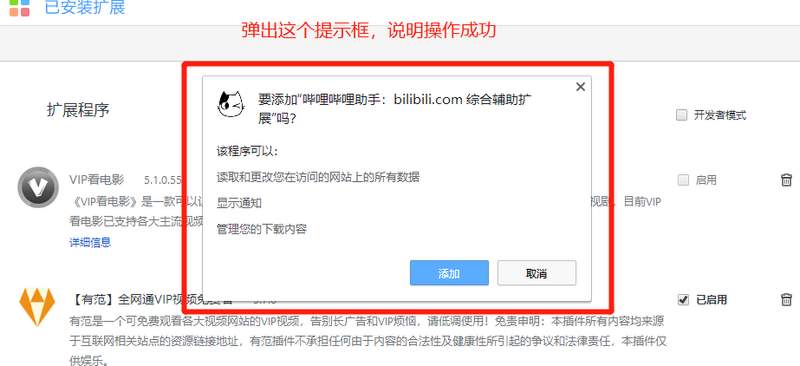 已安装扩展
弹出这个提示框，说明操作成功
扩展程序
开发者模式
要添加“哔哩哔哩助手：bilibili.com 综合辅助扩
展”吗？
该程序可以：
读取和更改您在访问的网站上的所有数据
显示通知
管理您的下载内容
添加
取消
VIP看电影 5.1.0.55
启用
《VIP看电影》是一款可以
视剧。目前VIP
看电影已支持各大主流视频
详细信息
【有范】全网通VIP视频免费看
已启用
有范是一个可免费观看各大视频网站的VIP视频，告别长广告和VIP烦恼，请低调使用！免责申明：本插件所有内容均来源
于互联网相关站点的资源链接地址，有范插件不承担任何由于内容的合法性及健康性所引起的争议和法律责任，本插件仅
供娱乐。